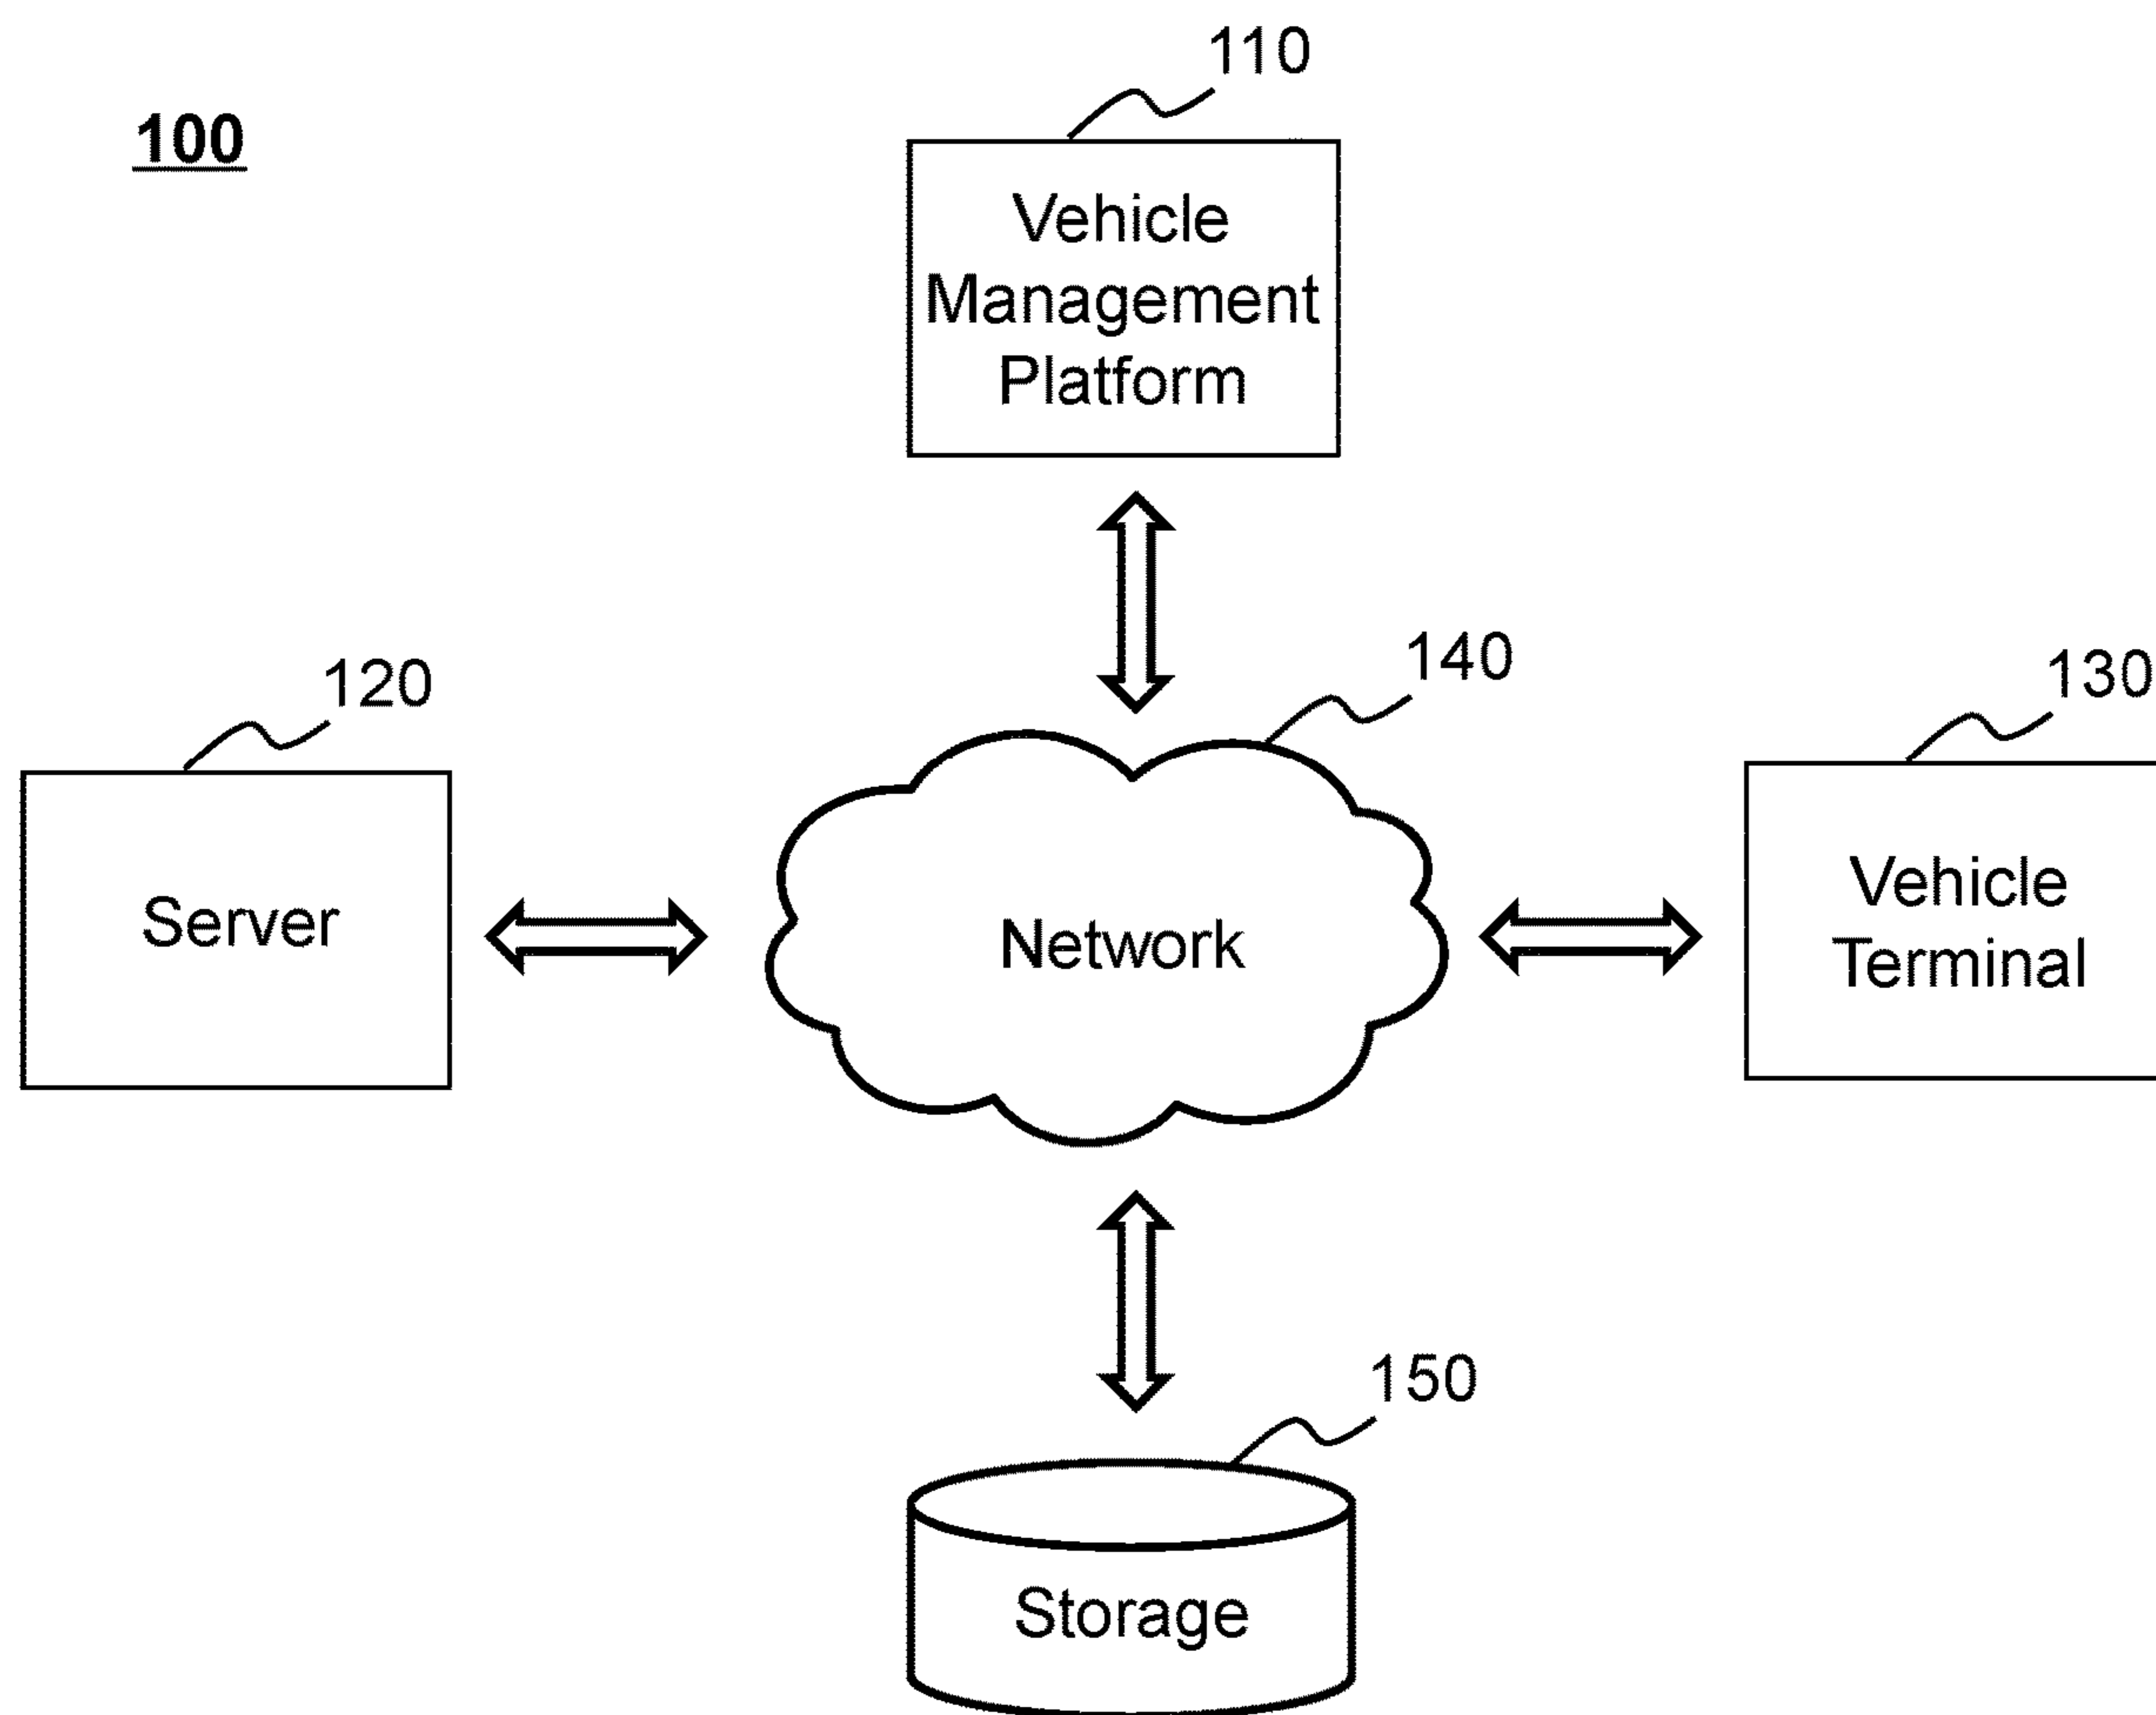 110
100
Vehicle
Management
Platform
140
120
130
Server
Network
Vehicle
Terminal
150
Storage